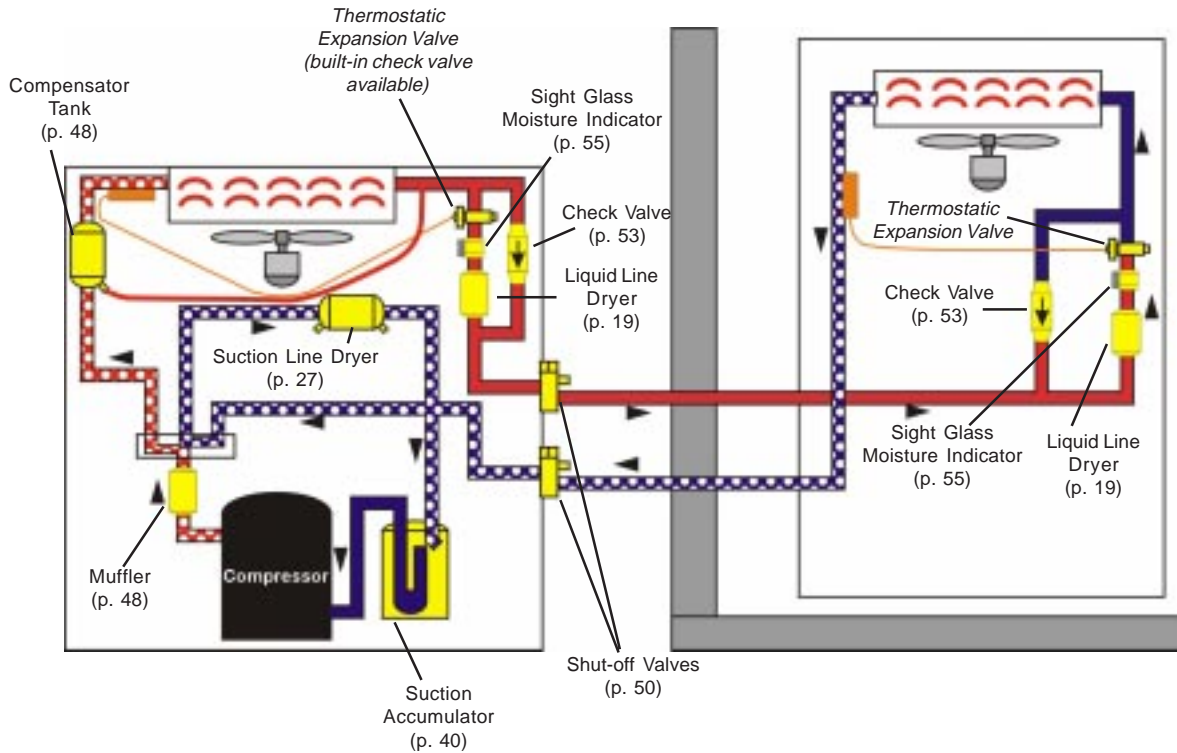 Thermostatic
Expansion Valve
(built-in check valve
available)
Compensator
Tank
(p. 48)
Sight Glass
Moisture Indicator
(p. 55)
Check Valve
(p. 53)
Liquid Line
Dryer
(p. 19)
Suction Line Dryer
(p. 27)
Thermostatic
Expansion Valve
Check Valve
(p. 53)
Sight Glass
Moisture Indicator
(p. 55)
Liquid Line
Dryer
(p. 19)
Muffler
(p. 48)
Compressor
Shut-off Valves
(p. 50)
Suction
Accumulator
(p. 40)